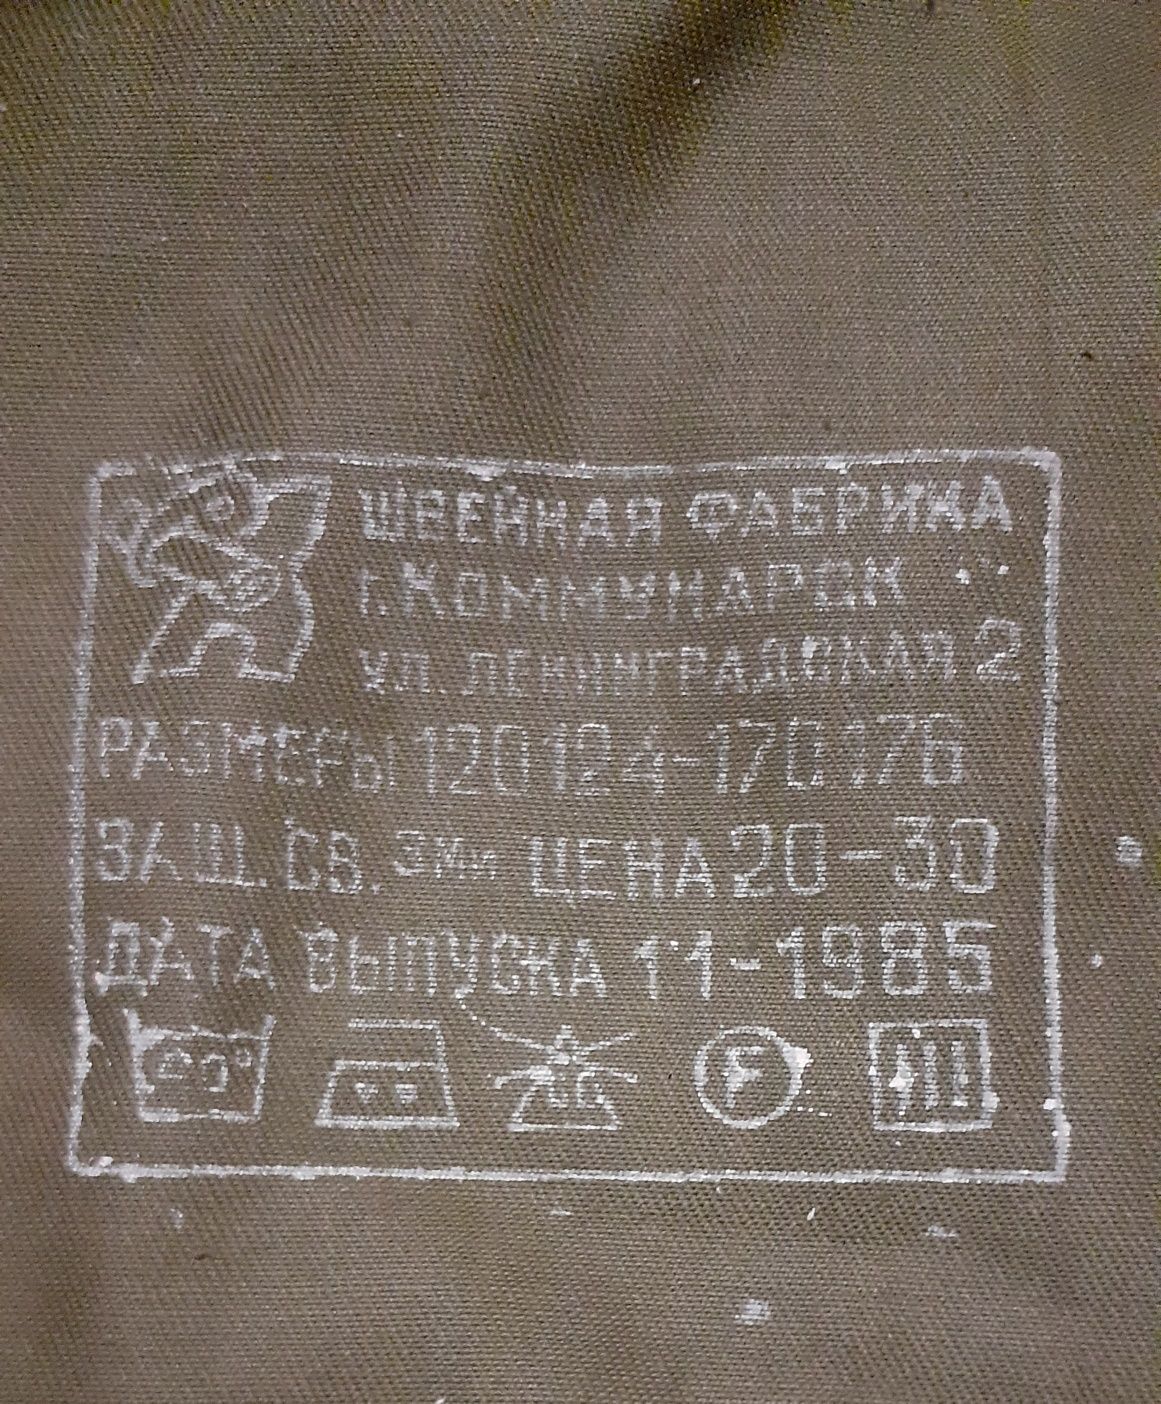 ШВЕЙНАЯ ФАБРИКА
г. КОММУНАРСК
УЛ. ЛЕНИНГРАДСКАЯ 2
РАЗМЕРЫ 120 124-170.176
ЗАЩ. СВ. ЗМи ЦЕНА 20-30
ДАТА ВЫПУСКА 11-1985
F